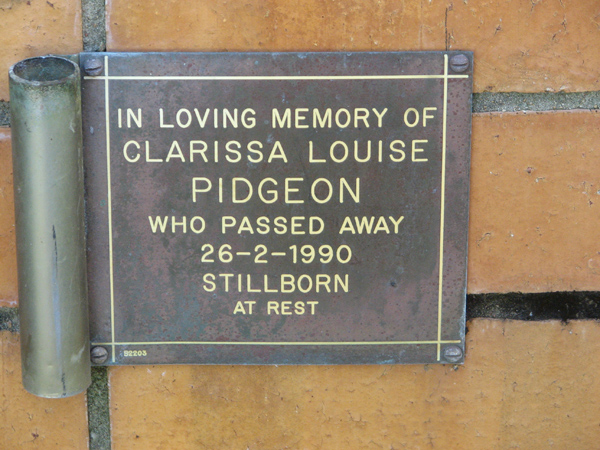 IN LOVING MEMORY OF
CLARISSA LOUISE
PIDGEON
WHO PASSED AWAY
26-2-1990
STILLBORN
AT REST
B2203